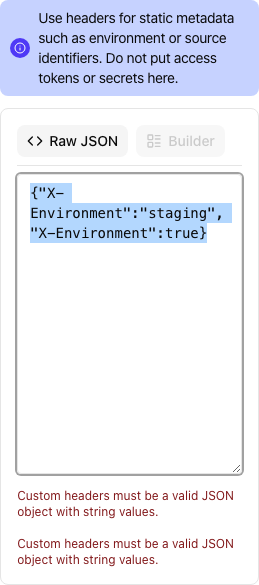 Use headers for static metadata
such as environment or source
identifiers. Do not put access
tokens or secrets here.
Raw JSON
Builder
{"X-
Environment":"staging",
"X-Environment":true}
Custom headers must be a valid JSON
object with string values.
Custom headers must be a valid JSON
object with string values.